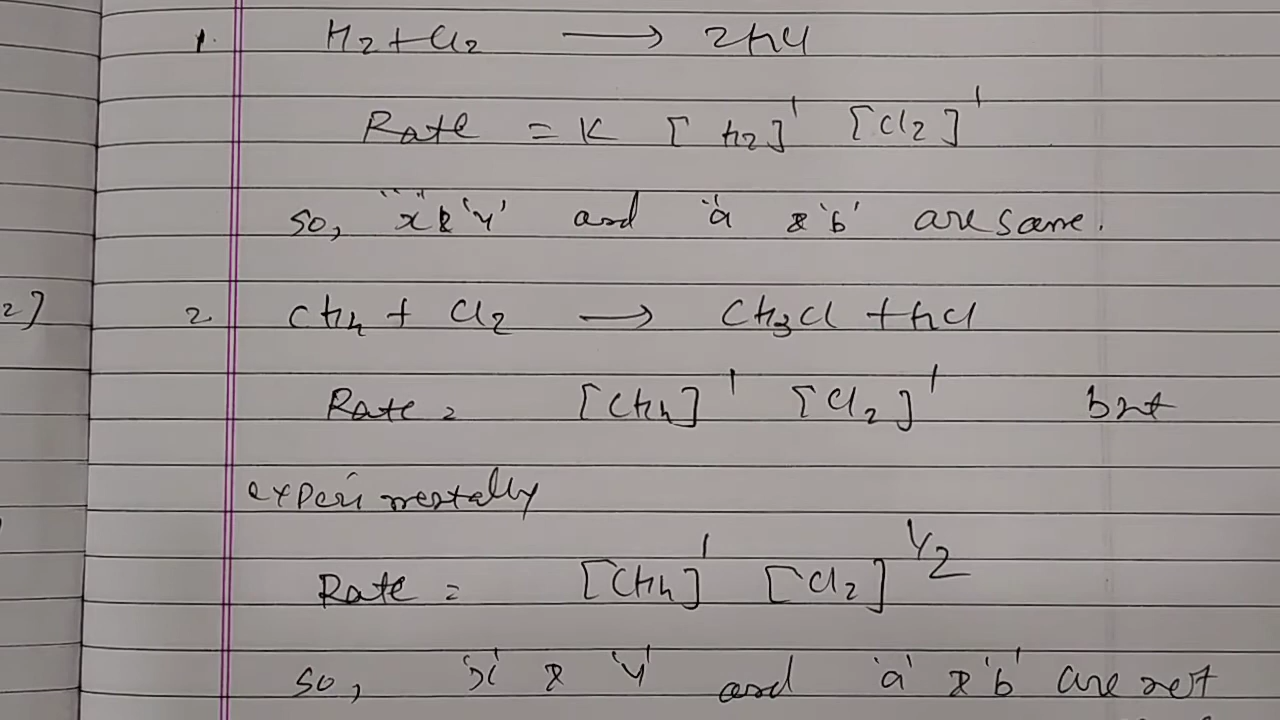 1. H2 + Cl2 → 2HCl
Rate = K [H2]¹ [Cl2]¹
so, "x" & 'y' and "a & 'b' are same.
2] 2. CH4 + Cl2 → CH3Cl + HCl
Rate = [CH4]¹ [Cl2]¹ but
experimentally
Rate = [CH4]¹ [Cl2]^1/2
so, 'x' & 'y' and 'a' & 'b' are not